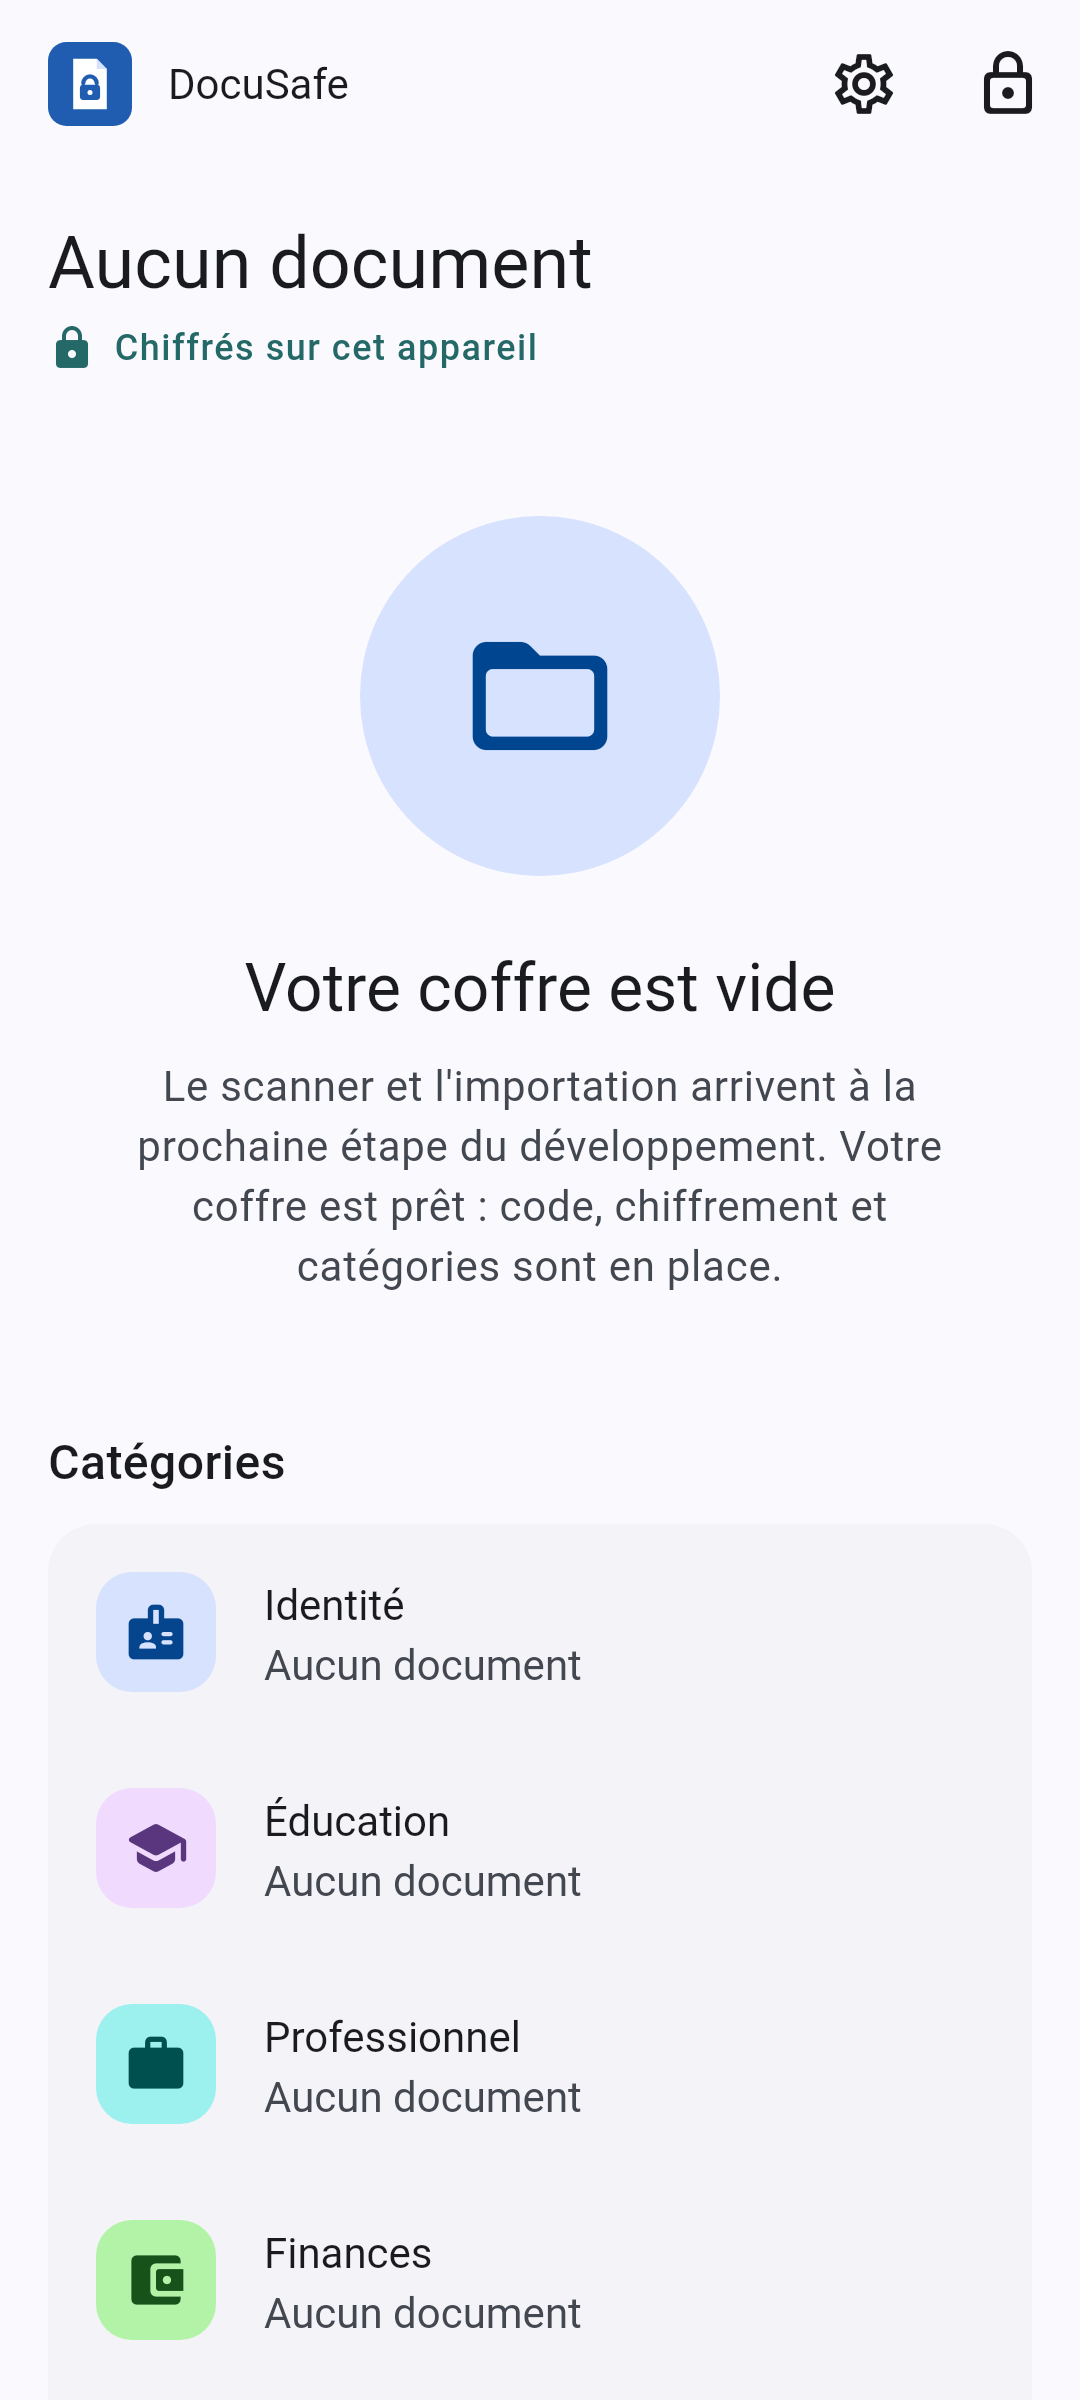 DocuSafe
Aucun document
Chiffrés sur cet appareil
Votre coffre est vide
Le scanner et l'importation arrivent à la
prochaine étape du développement. Votre
coffre est prêt : code, chiffrement et
catégories sont en place.
Catégories
Identité
Aucun document
Éducation
Aucun document
Professionnel
Aucun document
Finances
Aucun document